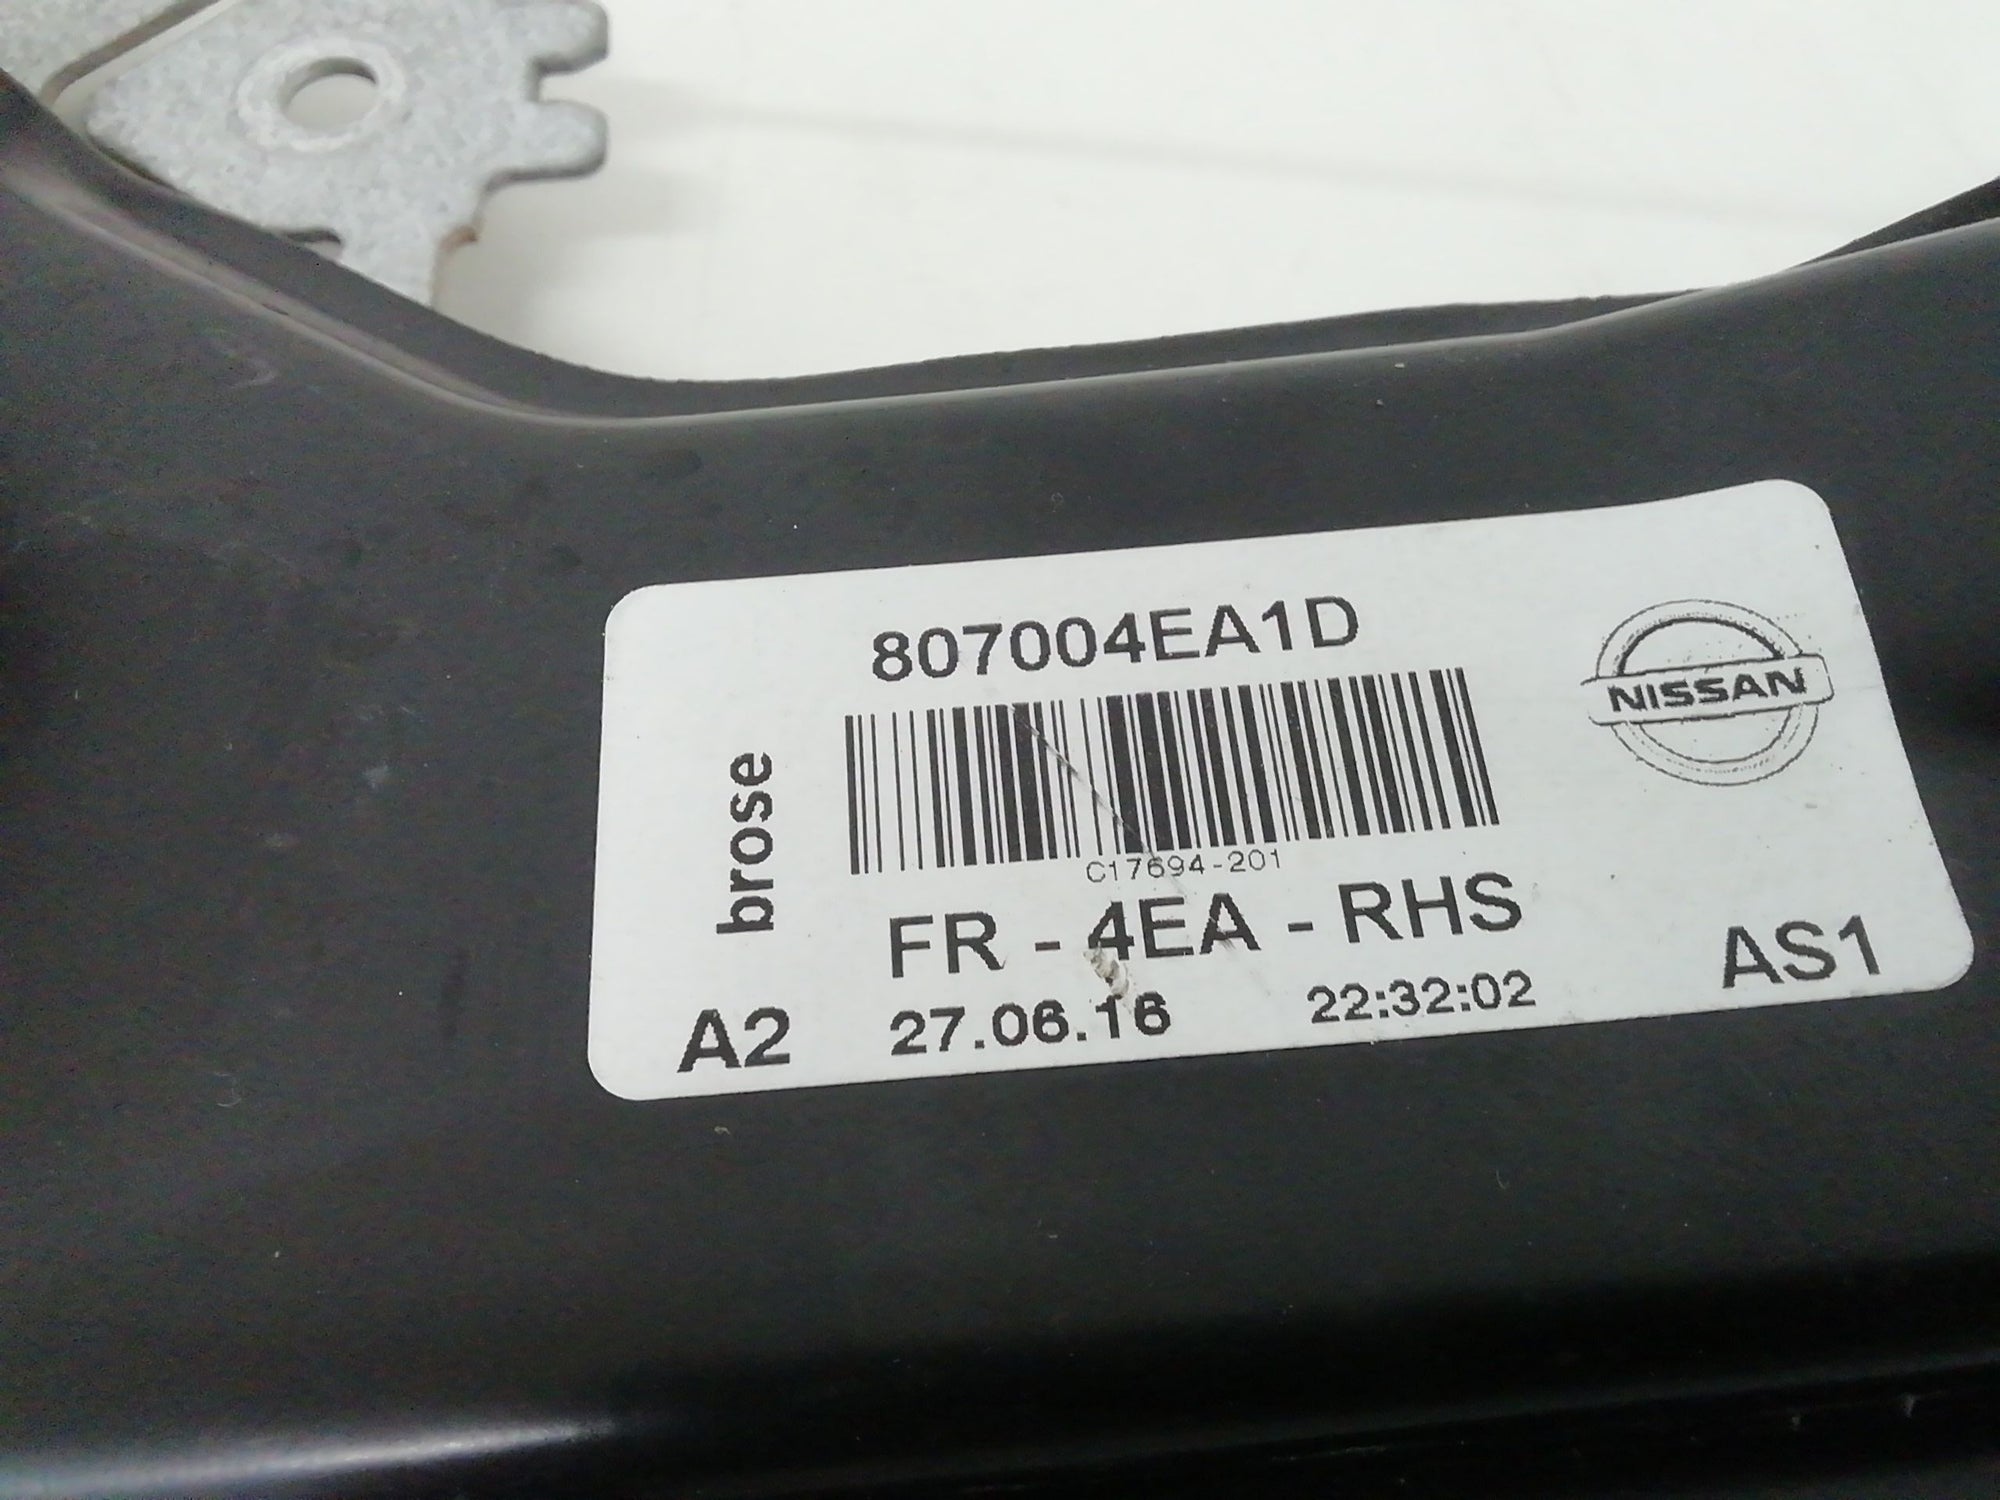 807004EA1D
NISSAN
brose
C17694-201
FR - 4EA - RHS
A2 27.06.16 22:32:02 AS1